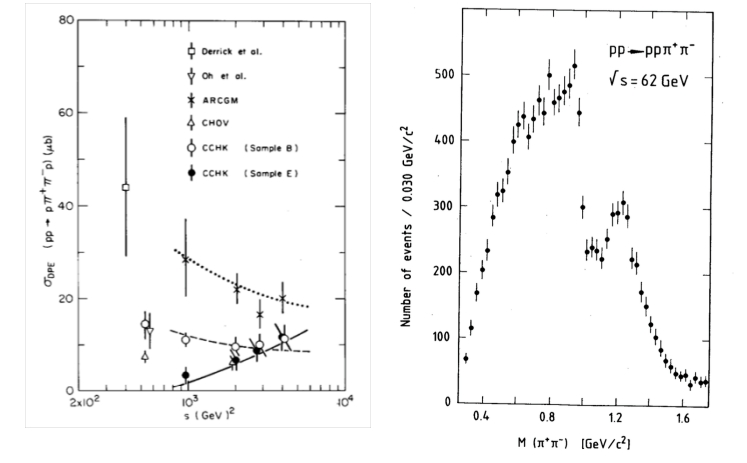 80
60
40
20
0
σDPE (pp → pπ⁺π⁻p) (μb)
Derrick et al.
Oh et al.
ARCGM
CHOV
CCHK (Sample B)
CCHK (Sample E)
2x10²
10³
10⁴
s (GeV)²
500
400
300
200
100
0
Number of events / 0.030 GeV/c²
pp→ppπ⁺π⁻
√s=62 GeV
0.4
0.8
1.2
1.6
M (π⁺π⁻) [GeV/c²]